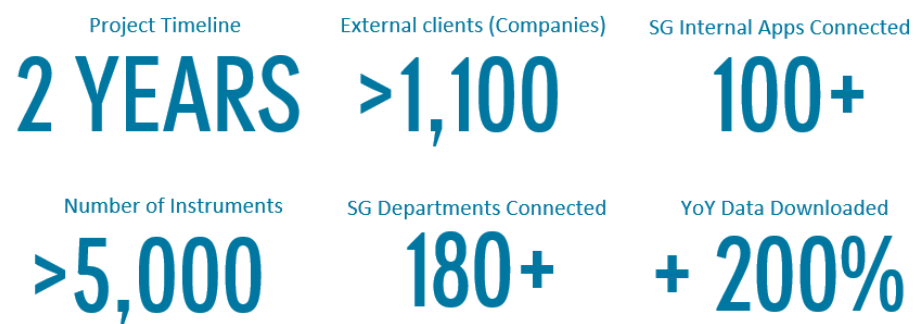 Project Timeline
2 YEARS
External clients (Companies)
>1,100
SG Internal Apps Connected
100+
Number of Instruments
>5,000
SG Departments Connected
180+
YoY Data Downloaded
+ 200%